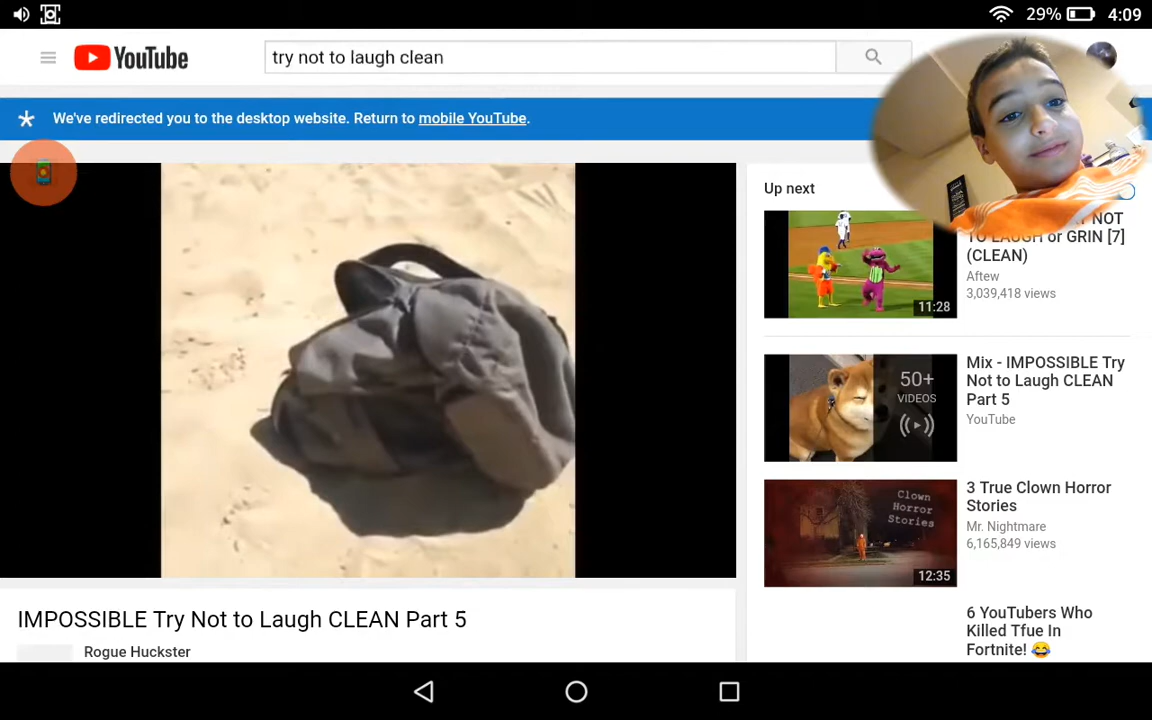 29% 4:09
YouTube
try not to laugh clean
We've redirected you to the desktop website. Return to mobile YouTube.
Up next
NOT
TO LAUGH or GRIN [7]
(CLEAN)
Aftew
3,039,418 views
11:28
Mix - IMPOSSIBLE Try
Not to Laugh CLEAN
Part 5
YouTube
50+
VIDEOS
3 True Clown Horror
Stories
Mr. Nightmare
6,165,849 views
Clown
Horror
Stories
12:35
6 YouTubers Who
Killed Tfue In
Fortnite! 😂
IMPOSSIBLE Try Not to Laugh CLEAN Part 5
Rogue Huckster